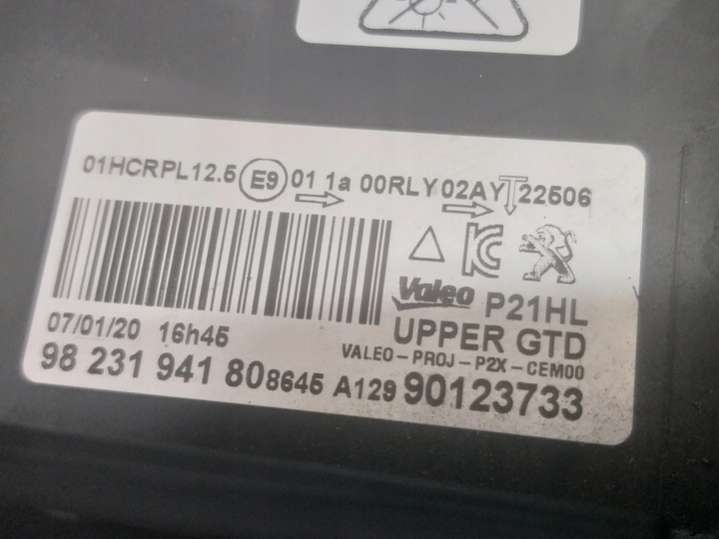 01HCRPL12.5 E9 01 1a 00RLY02AY T 22506
KC
Valeo P21HL
07/01/20 16h45 UPPER GTD
VALEO-PROJ-P2X-CEM00
98 231 941 80 8645 A129 90123733